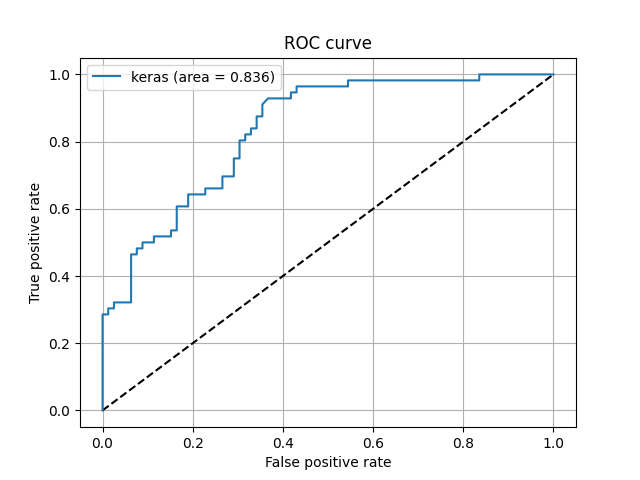 ROC curve
keras (area = 0.836)
True positive rate
1.0
0.8
0.6
0.4
0.2
0.0
0.0 0.2 0.4 0.6 0.8 1.0
False positive rate